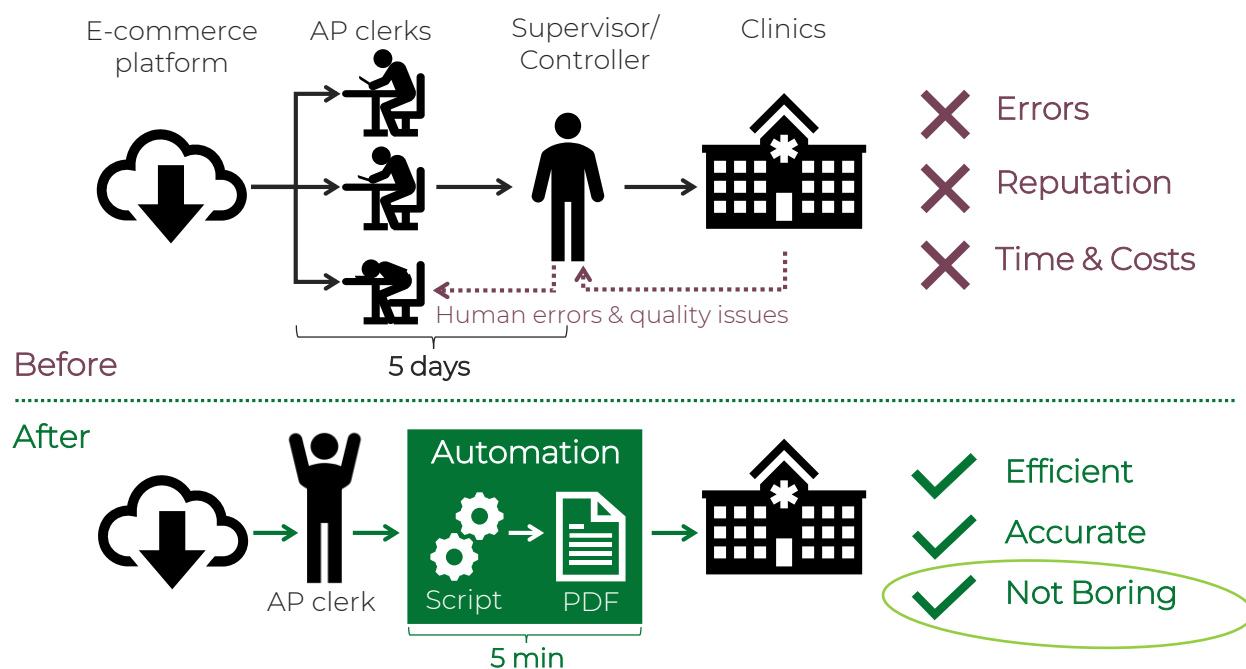 E-commerce
platform
AP clerks
Supervisor/
Controller
Clinics
Errors
Reputation
Time & Costs
Human errors & quality issues
5 days
Before
After
Automation
Script
PDF
AP clerk
5 min
Efficient
Accurate
Not Boring